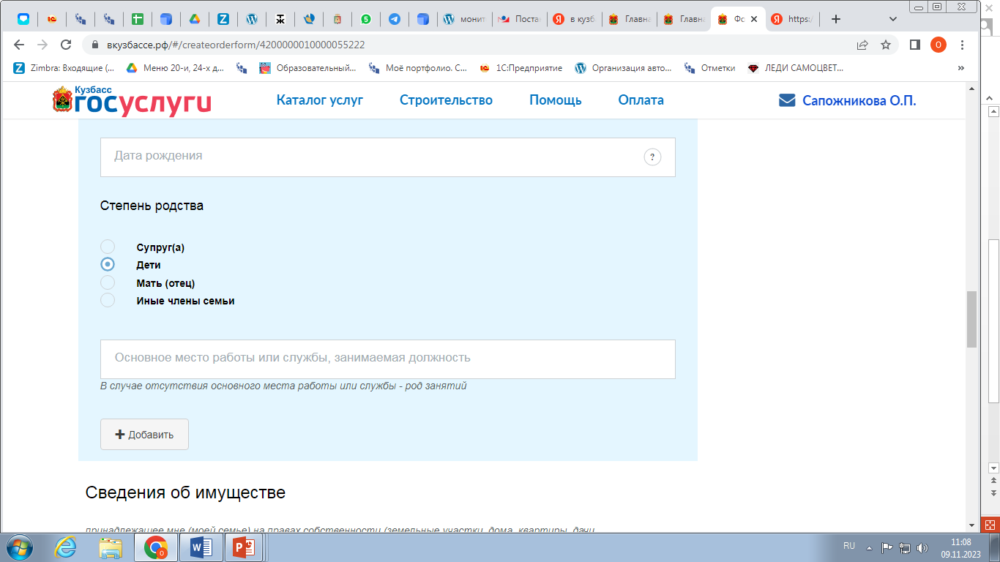 монит
Поста
в кузб
Главна
Главна
Фо
https:/
вкузбассе.рф/#/createorderform/4200000010000055222
Zimbra: Входящие (...
Меню 20-и, 24-х д...
Образовательный...
Моё портфолио. С...
1С:Предприятие
Организация авто...
Отметки
ЛЕДИ САМОЦВЕТ...
Кузбасс
госуслуги
Каталог услуг
Строительство
Помощь
Оплата
Сапожникова О.П.
Дата рождения
?
Степень родства
Супруг(а)
Дети
Мать (отец)
Иные члены семьи
Основное место работы или службы, занимаемая должность
В случае отсутствия основного места работы или службы - род занятий
+ Добавить
Сведения об имуществе
принадлежащее мне (моей семье) на правах собственности (земельные участки, дома, квартиры, дачи,
RU
11:08
09.11.2023